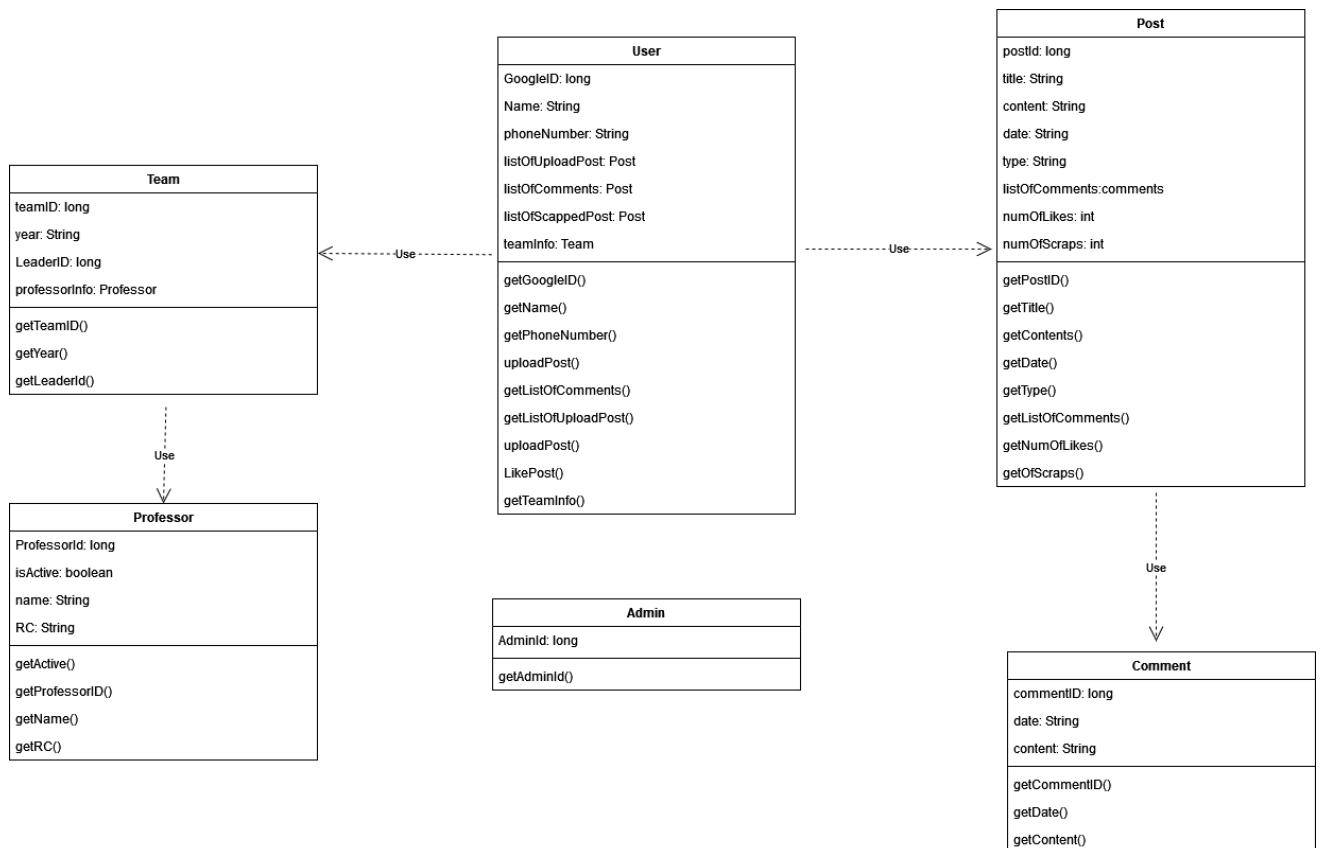 Team
teamID: long
year: String
LeaderID: long
professorInfo: Professor
getTeamID()
getYear()
getLeaderId()
Use
Professor
ProfessorId: long
isActive: boolean
name: String
RC: String
getActive()
getProfessorID()
getName()
getRC()
Use
User
GoogleID: long
Name: String
phoneNumber: String
listOfUploadPost: Post
listOfComments: Post
listOfScappedPost: Post
teamInfo: Team
getGoogleID()
getName()
getPhoneNumber()
uploadPost()
getListOfComments()
getListOfUploadPost()
uploadPost()
LikePost()
getTeamInfo()
Admin
AdminId: long
getAdminId()
Use
Post
postId: long
title: String
content: String
date: String
type: String
listOfComments:comments
numOfLikes: int
numOfScraps: int
getPostID()
getTitle()
getContents()
getDate()
getType()
getListOfComments()
getNumOfLikes()
getOfScraps()
Use
Comment
commentID: long
date: String
content: String
getCommentID()
getDate()
getContent()